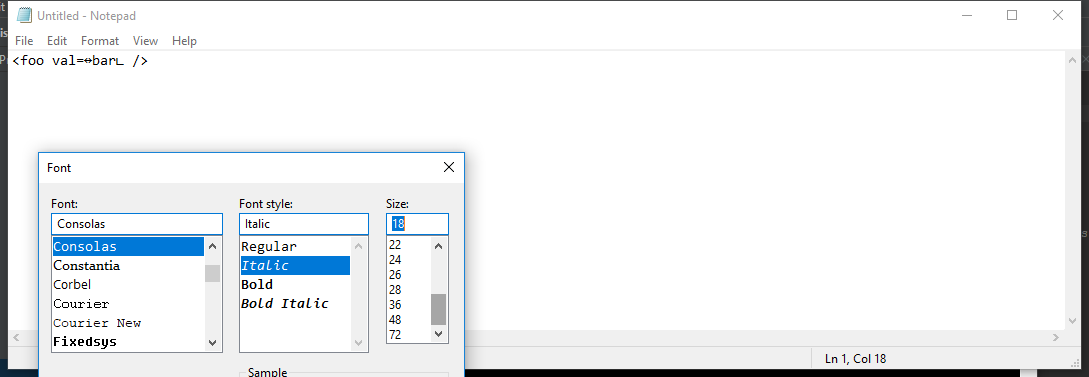 Untitled - Notepad
File Edit Format View Help
<foo val=↔bar∟ />
Font
Font: Font style: Size:
Consolas Italic 18
Consolas
Constantia
Corbel
Courier
Courier New
Fixedsys
Regular
Italic
Bold
Bold Italic
22
24
26
28
36
48
72
Sample
Ln 1, Col 18